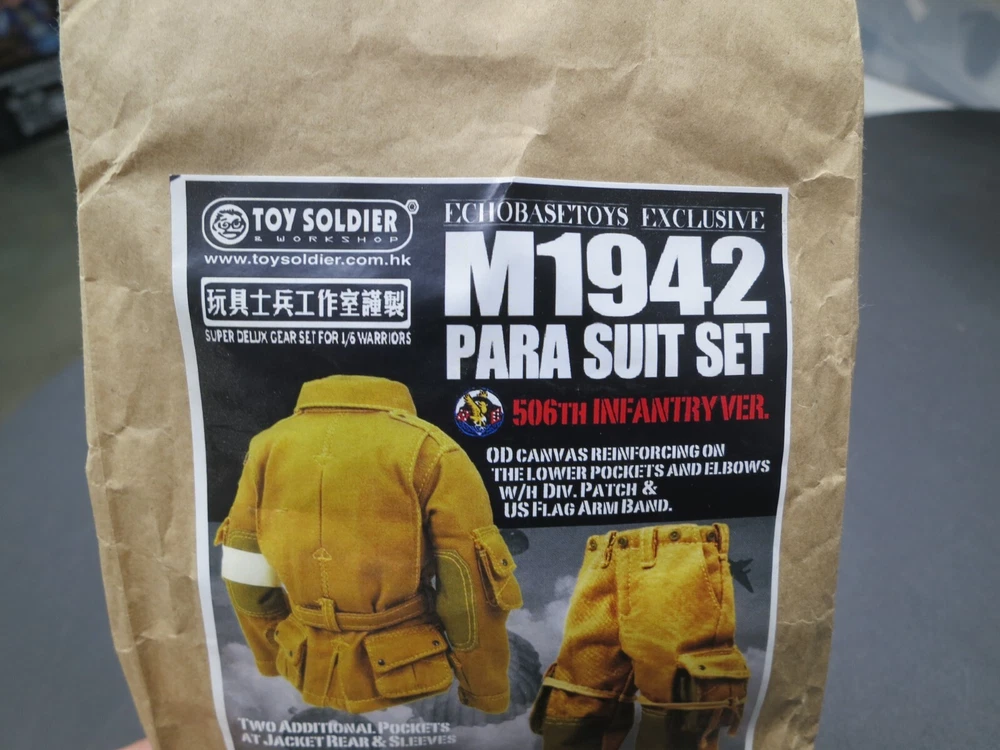 TOY SOLDIER
& WORKSHOP
www.toysoldier.com.hk
玩具士兵工作室謹製
SUPER DELUX GEAR SET FOR 1/6 WARRIORS
ECHOBASETOYS EXCLUSIVE
M1942
PARA SUIT SET
506TH INFANTRY VER.
OD CANVAS REINFORCING ON
THE LOWER POCKETS AND ELBOWS
W/H DIV. PATCH &
US FLAG ARM BAND.
TWO ADDITIONAL POCKETS
AT JACKET REAR & SLEEVES